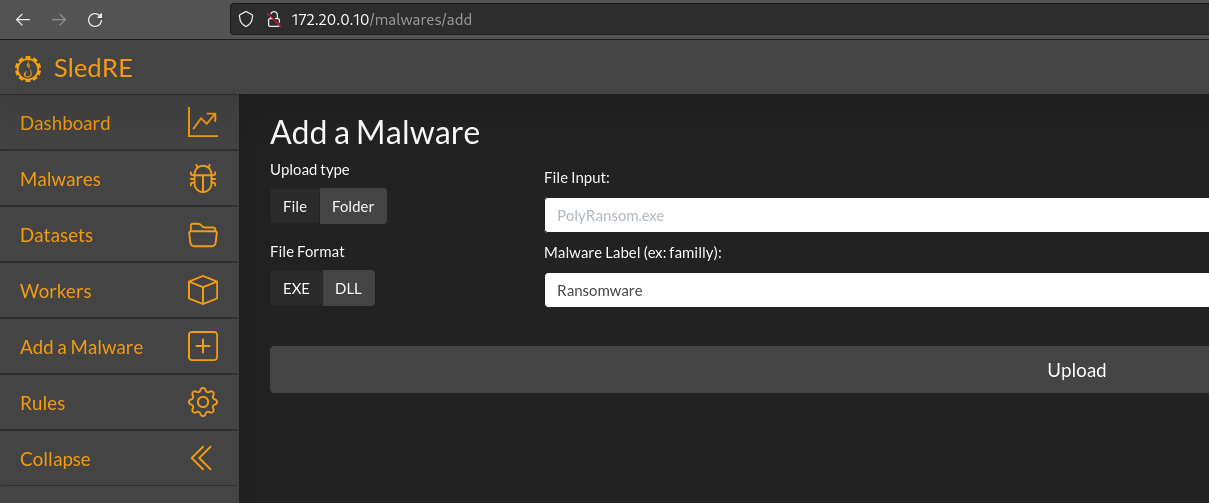 172.20.0.10/malwares/add
SledRE
Dashboard
Malwares
Datasets
Workers
Add a Malware
Rules
Collapse
Add a Malware
Upload type
File Folder
File Format
EXE DLL
File Input:
PolyRansom.exe
Malware Label (ex: familly):
Ransomware
Upload